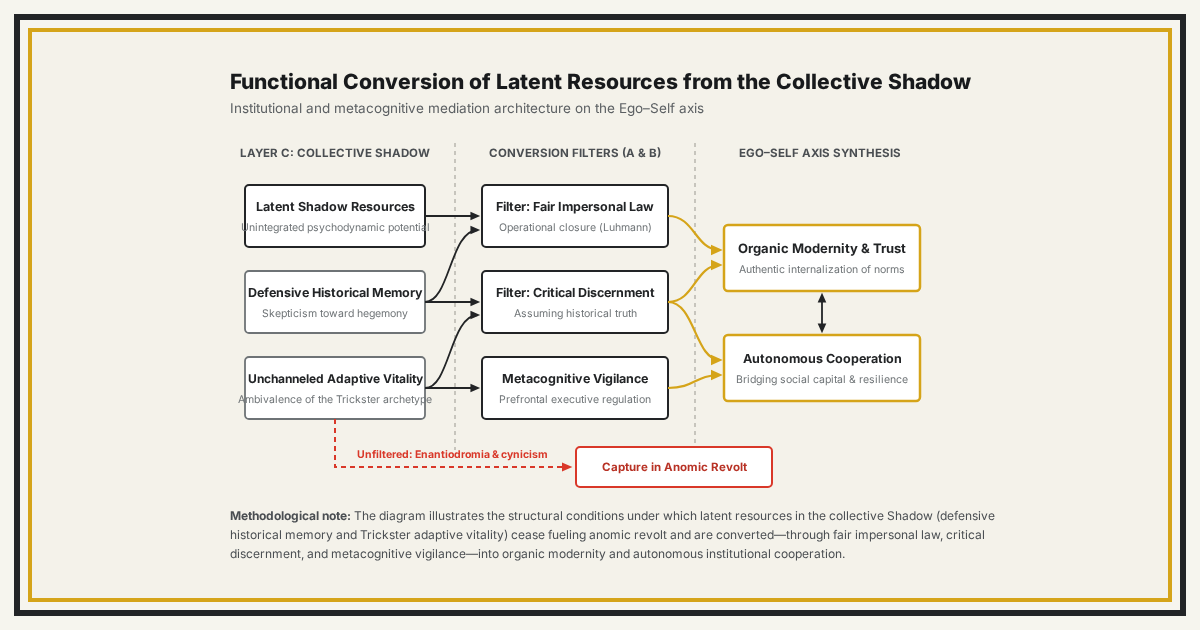 Functional Conversion of Latent Resources from the Collective Shadow
Institutional and metacognitive mediation architecture on the Ego–Self axis
LAYER C: COLLECTIVE SHADOW
CONVERSION FILTERS (A & B)
EGO–SELF AXIS SYNTHESIS
Latent Shadow Resources
Unintegrated psychodynamic potential
Filter: Fair Impersonal Law
Operational closure (Luhmann)
Organic Modernity & Trust
Authentic internalization of norms
Defensive Historical Memory
Skepticism toward hegemony
Filter: Critical Discernment
Assuming historical truth
Autonomous Cooperation
Bridging social capital & resilience
Unchanneled Adaptive Vitality
Ambivalence of the Trickster archetype
Metacognitive Vigilance
Prefrontal executive regulation
Unfiltered: Enantiodromia & cynicism
Capture in Anomic Revolt
Methodological note: The diagram illustrates the structural conditions under which latent resources in the collective Shadow (defensive
historical memory and Trickster adaptive vitality) cease fueling anomic revolt and are converted—through fair impersonal law, critical
discernment, and metacognitive vigilance—into organic modernity and autonomous institutional cooperation.